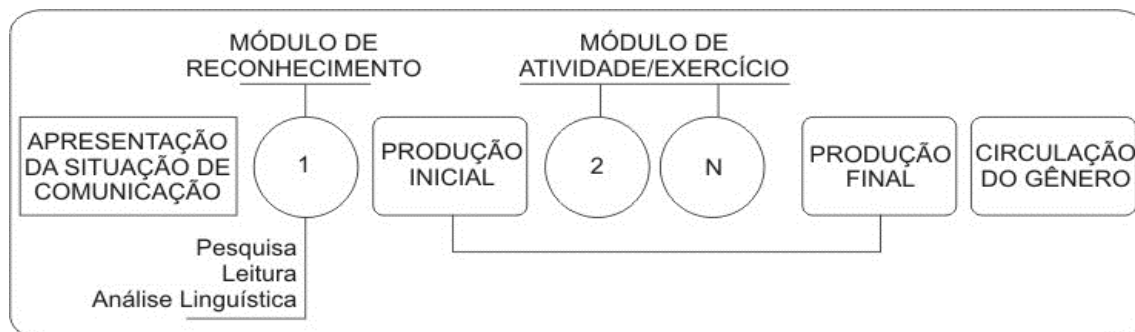 MÓDULO DE
RECONHECIMENTO
MÓDULO DE
ATIVIDADE/EXERCÍCIO
APRESENTAÇÃO
DA SITUAÇÃO DE
COMUNICAÇÃO
1
PRODUÇÃO
INICIAL
2
N
PRODUÇÃO
FINAL
CIRCULAÇÃO
DO GÊNERO
Pesquisa
Leitura
Análise Linguística